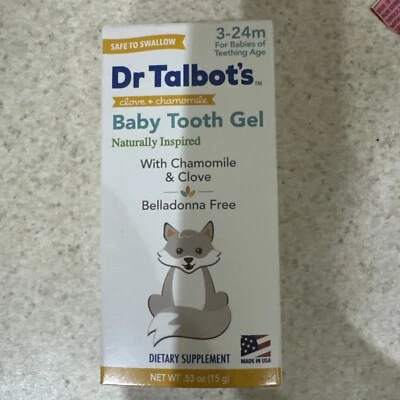 SAFE TO SWALLOW
3-24m
For Babies of
Teething Age
Dr Talbot's™
clove + chamomile
Baby Tooth Gel
Naturally Inspired
With Chamomile
& Clove
Belladonna Free
DIETARY SUPPLEMENT
MADE IN USA
NET WT .53 oz (15 g)